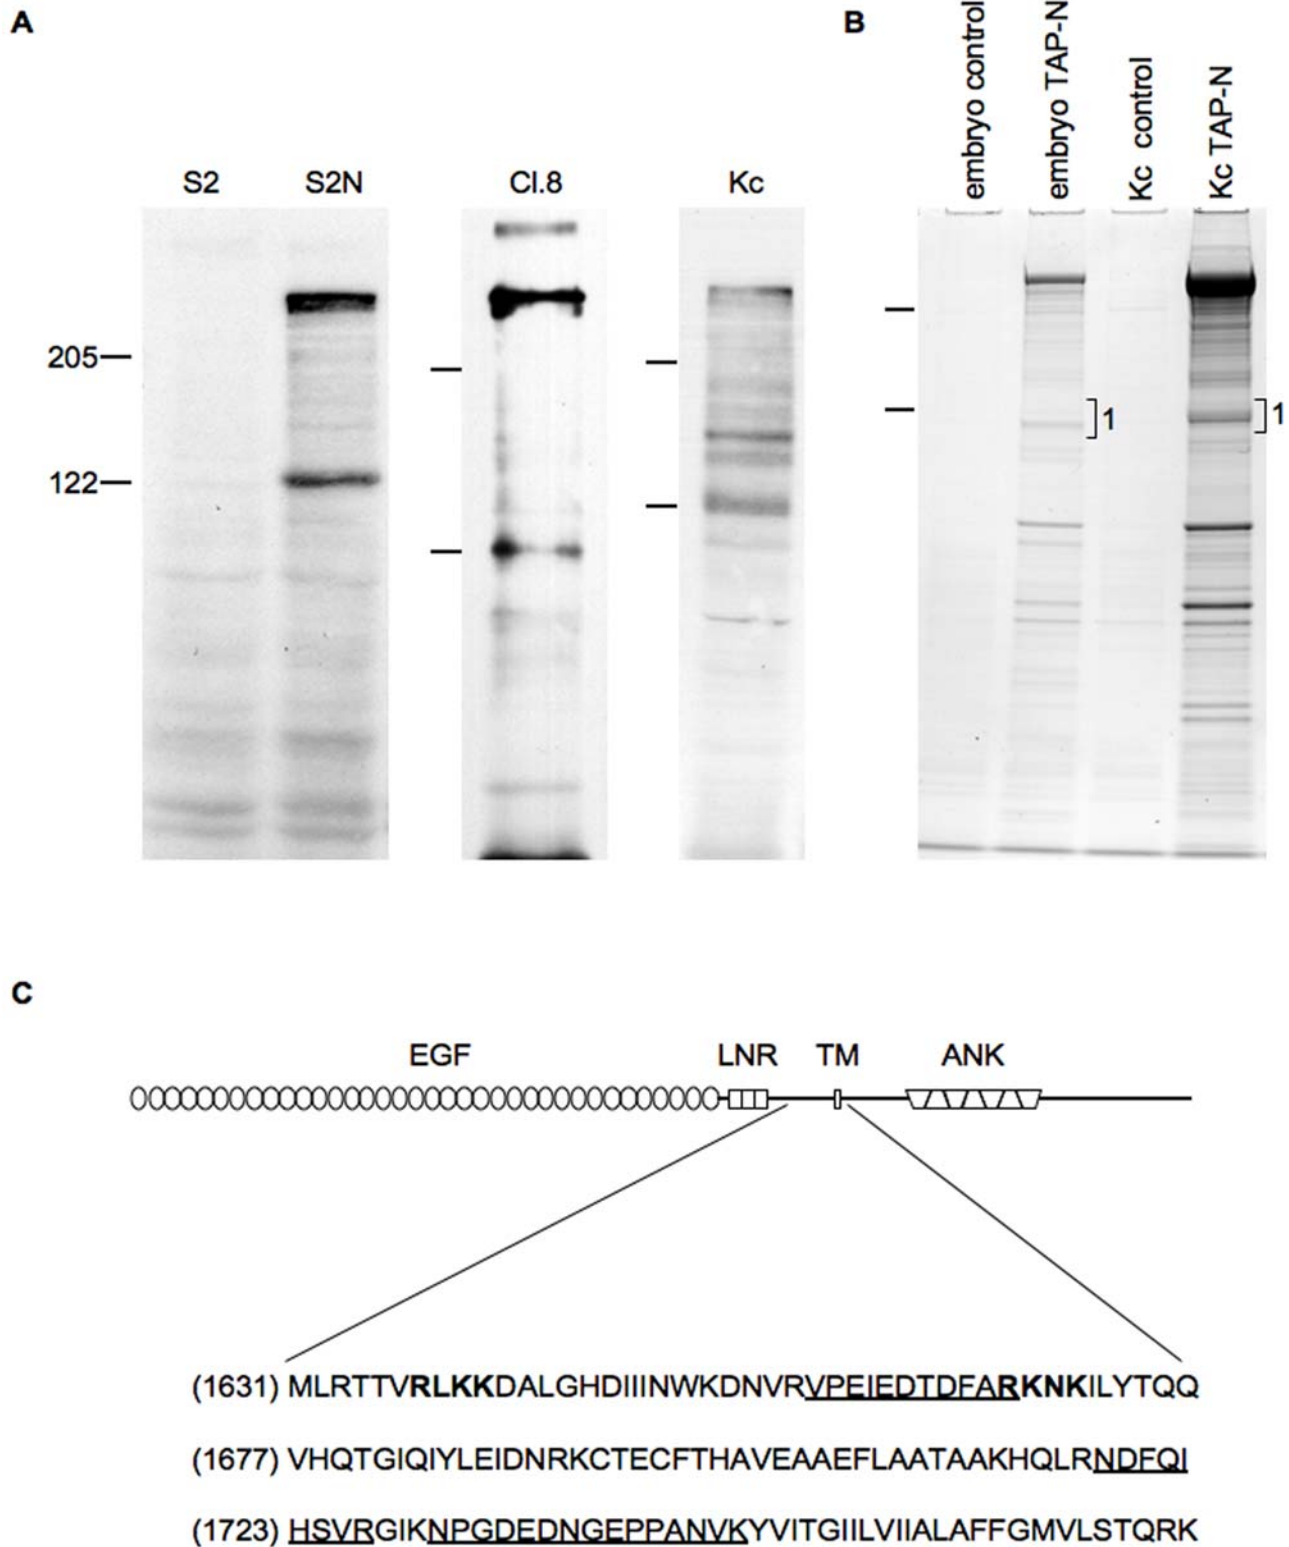 A
B
embryo control
embryo TAP-N
Kc control
Kc TAP-N
S2 S2N Cl.8 Kc
205
122
1 1
C
EGF LNR TM ANK
(1631) MLRTTVRLKKDALGHDIIINWKDNVRVPEIEDTDFARKNKILYTQQ
(1677) VHQTGIQIYLEIDNRKCTECFTHAVEAAEFLAATAAKHQLRNDFQI
(1723) HSVRGIKNPGDEDNGEPPANVKYVITGIILVIIALAFFGMVLSTQRK